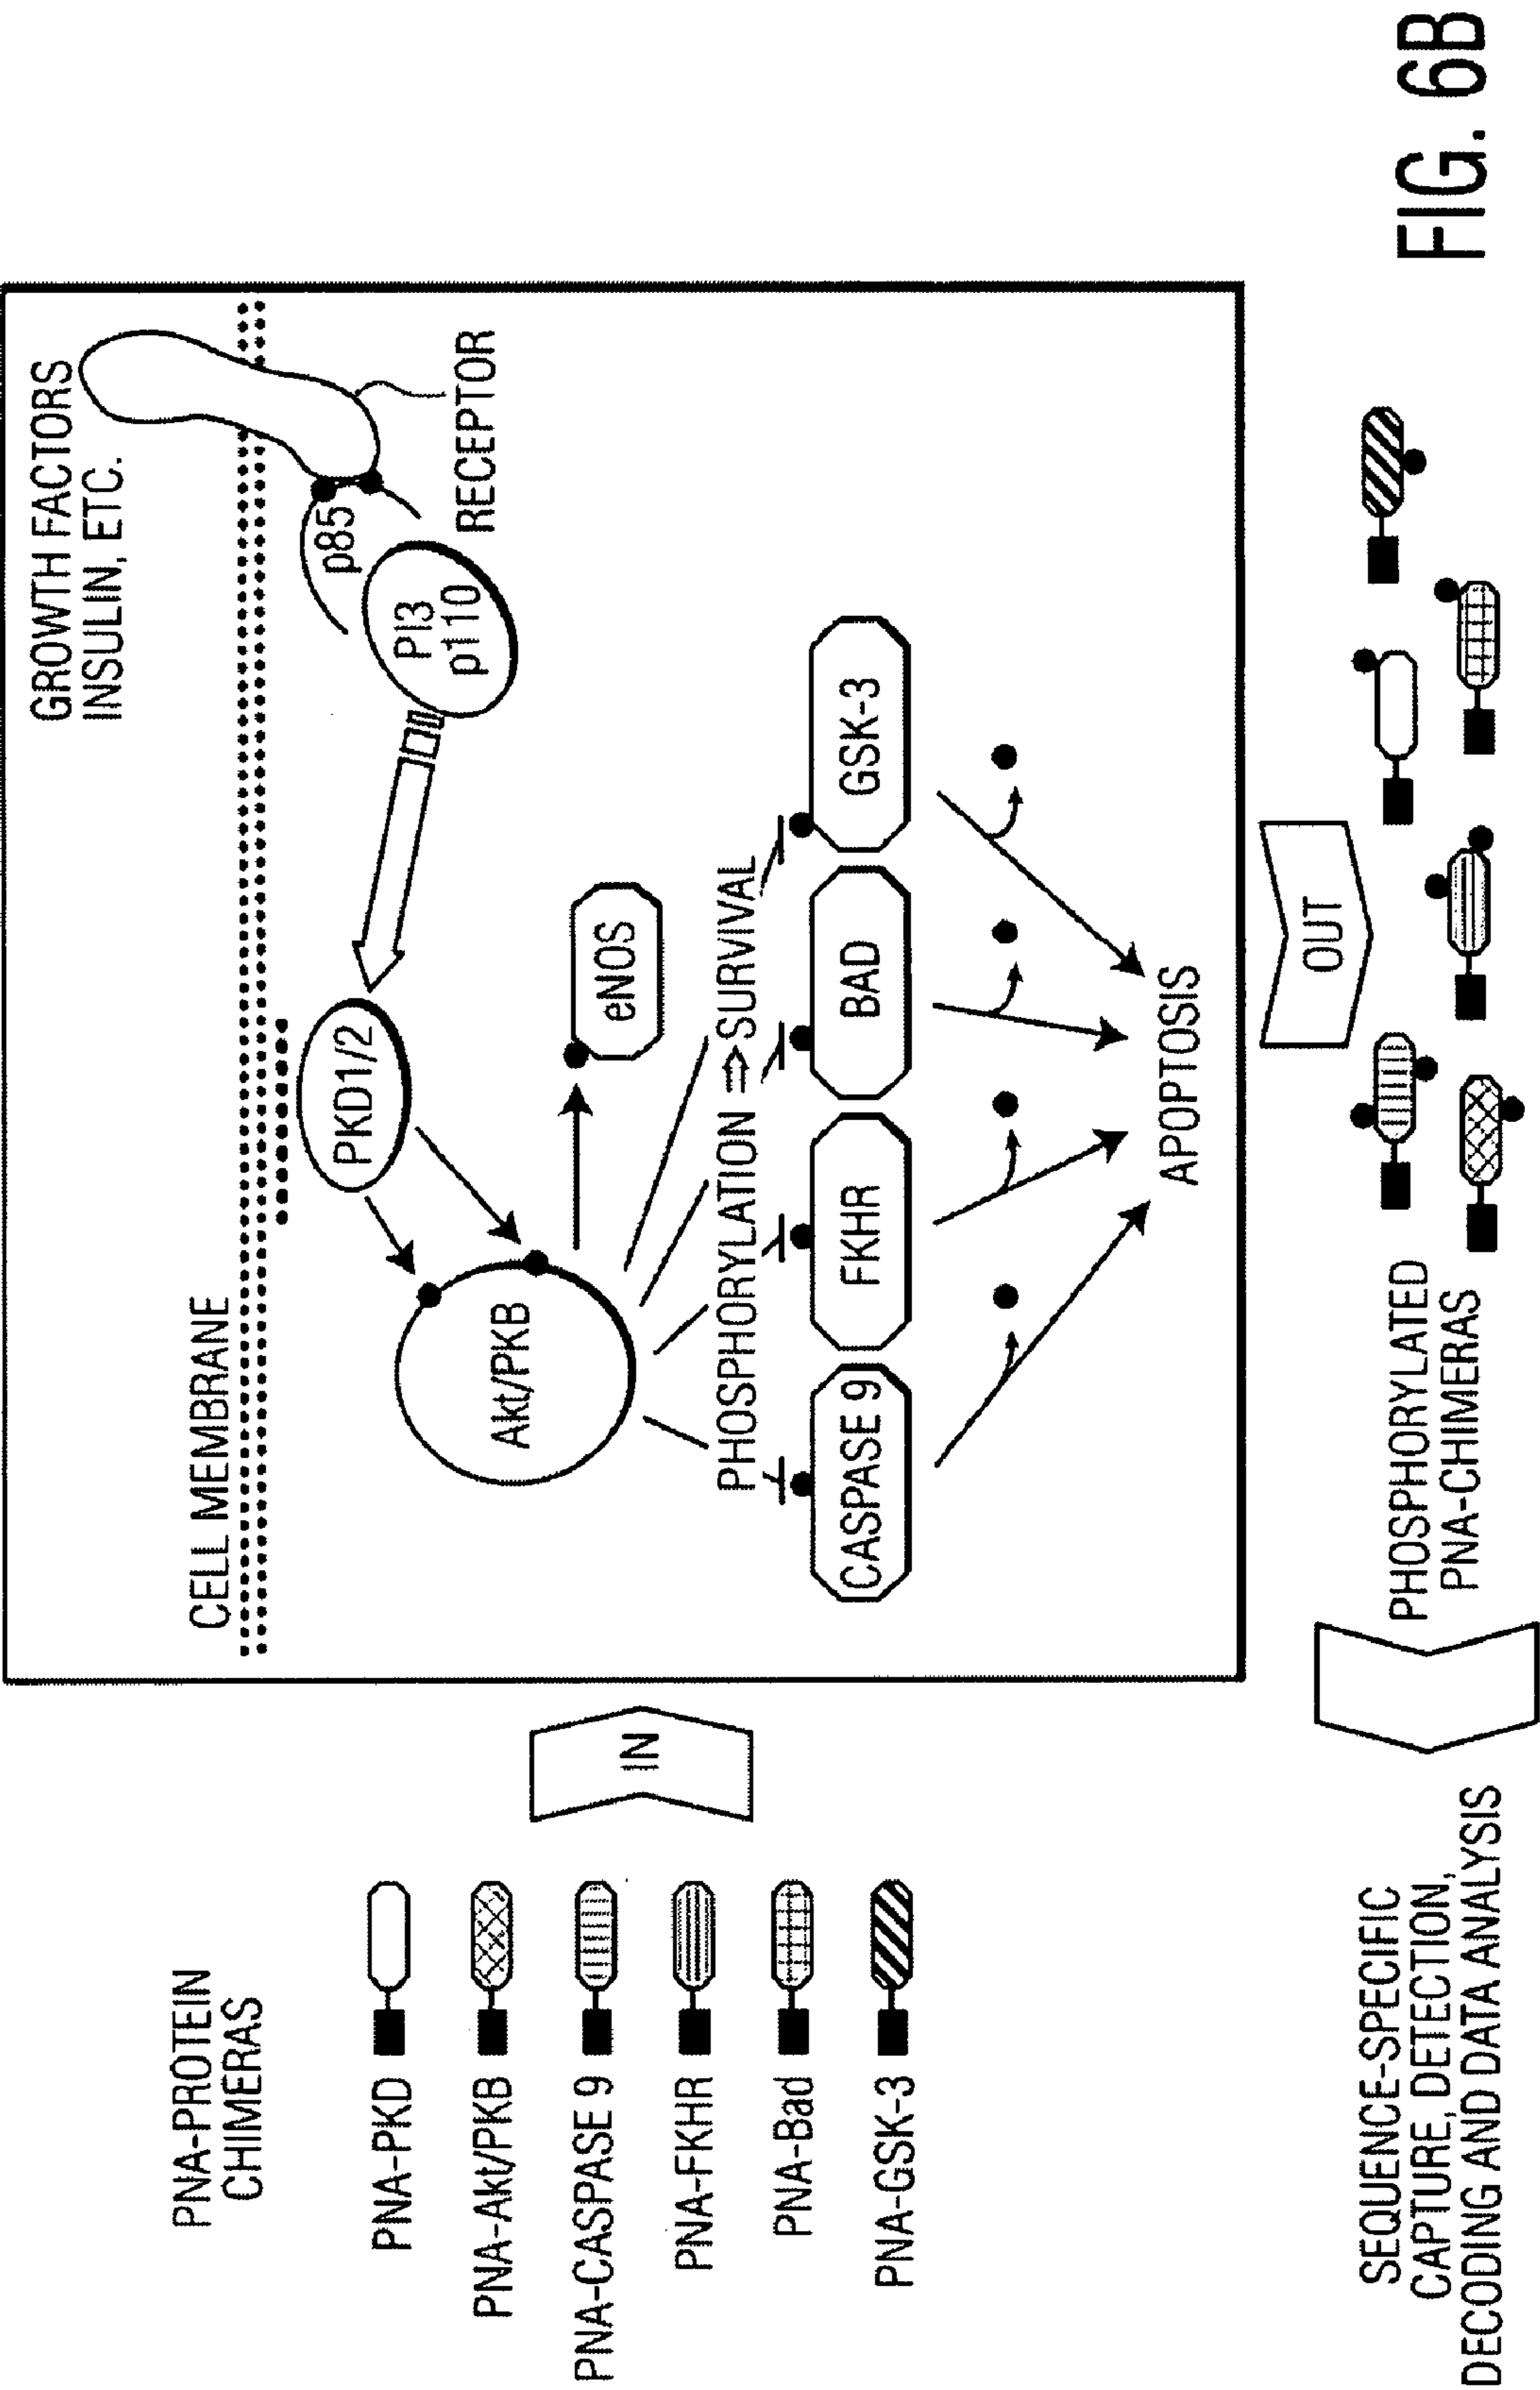 PNA-PROTEIN
CHIMERAS
PNA-PKD
PNA-Akt/PKB
PNA-CASPASE 9
PNA-FKHR
PNA-Bad
PNA-GSK-3
IN
GROWTH FACTORS
INSULIN, ETC.
CELL MEMBRANE
RECEPTOR
p85
PI3
p110
PKD1/2
Akt/PKB
eNOS
PHOSPHORYLATION ⇒ SURVIVAL
CASPASE 9
FKHR
BAD
GSK-3
APOPTOSIS
OUT
PHOSPHORYLATED
PNA-CHIMERAS
SEQUENCE-SPECIFIC
CAPTURE, DETECTION,
DECODING AND DATA ANALYSIS
FIG. 6B